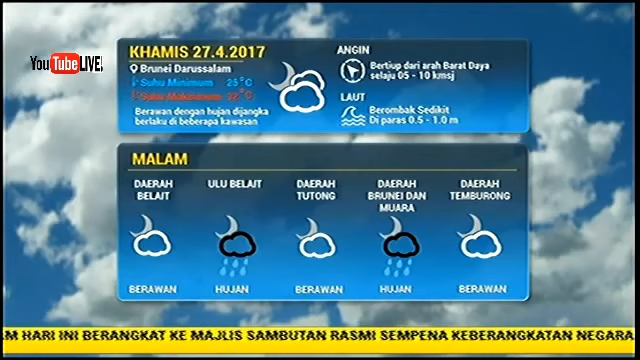 YouTube LIVE!
KHAMIS 27.4.2017
Brunei Darussalam
Suhu Minimum 25°C
Suhu Maksimum 32°C
Berawan dengan hujan dijangka
berlaku di beberapa kawasan
ANGIN
Bertiup dari arah Barat Daya
selaju 05 - 10 kmsj
LAUT
Berombak Sedikit
Di paras 0.5 - 1.0 m
MALAM
DAERAH
BELAIT
BERAWAN
ULU BELAIT
HUJAN
DAERAH
TUTONG
BERAWAN
DAERAH
BRUNEI DAN
MUARA
HUJAN
DAERAH
TEMBURONG
BERAWAN
HARI INI BERANGKAT KE MAJLIS SAMBUTAN RASMI SEMPENA KEBERANGKATAN NEGARA